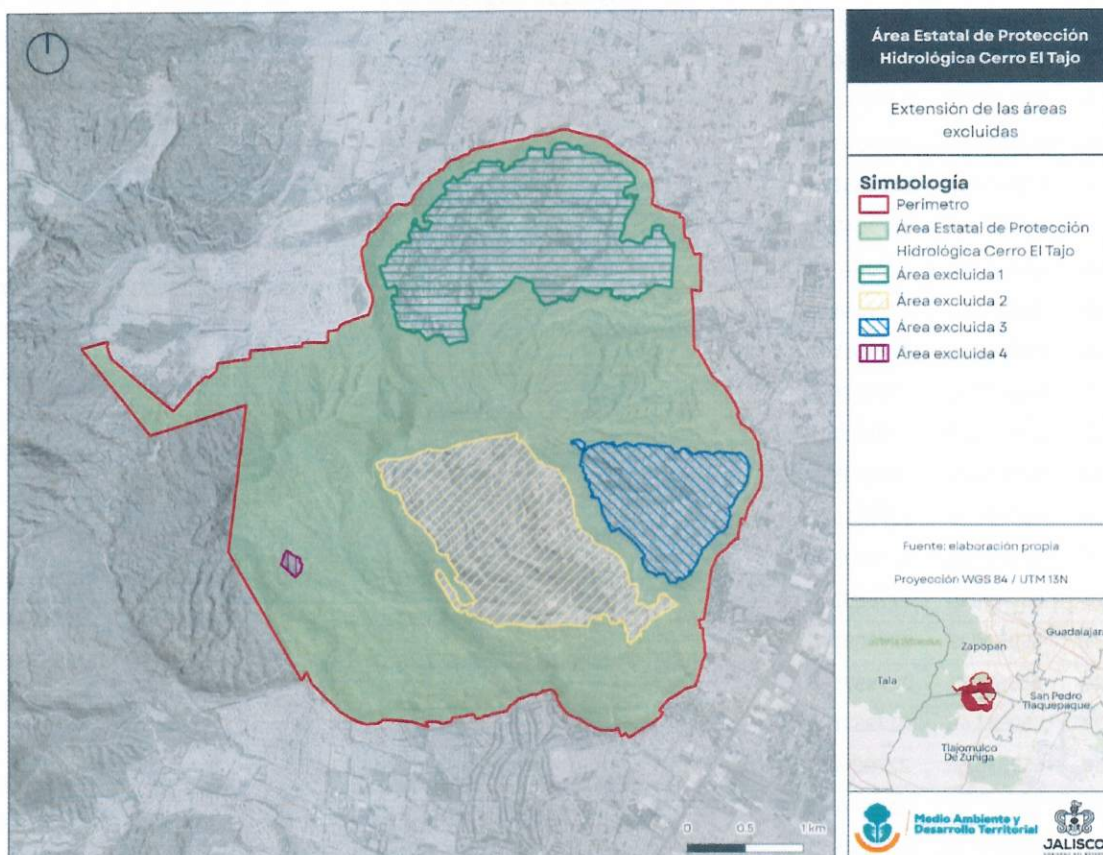 Área Estatal de Protección
Hidrológica Cerro El Tajo
Extensión de las áreas
excluidas
Simbología
Perímetro
Área Estatal de Protección
Hidrológica Cerro El Tajo
Área excluida 1
Área excluida 2
Área excluida 3
Área excluida 4
Fuente: elaboración propia
Proyección WGS 84 / UTM 13N
Guadalajara
Zapopan
Tala
San Pedro
Tlaquepaque
Tlajomulco
De Zúñiga
0 0.5 1 km
Medio Ambiente y
Desarrollo Territorial
JALISCO